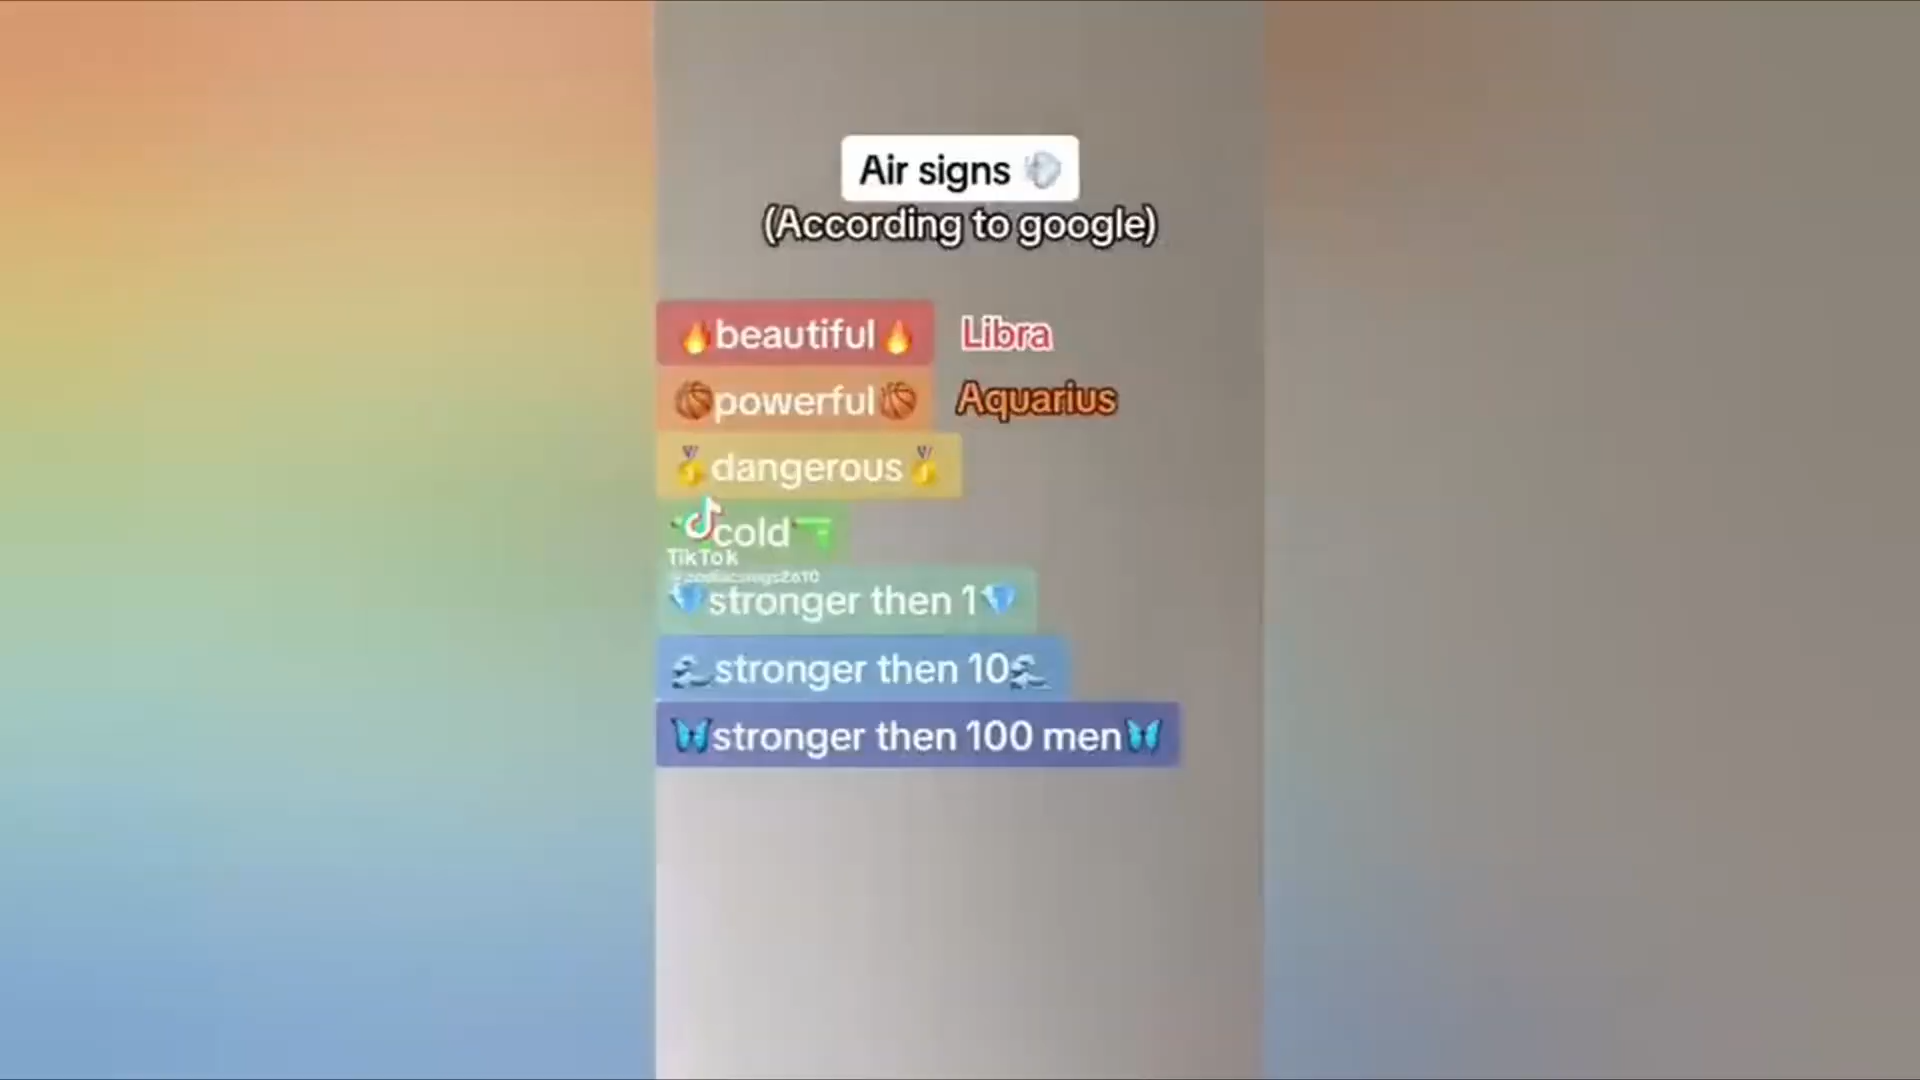 Air signs
(According to google)
beautiful Libra
powerful Aquarius
dangerous
cold
TikTok
stronger then 1
stronger then 10
stronger then 100 men